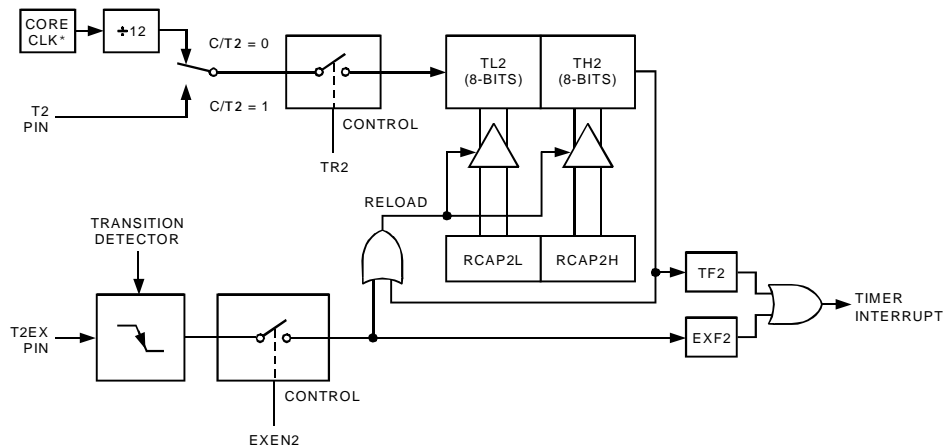 CORE
CLK*
÷12
C/T2 = 0
C/T2 = 1
T2
PIN
CONTROL
TR2
TL2
(8-BITS)
TH2
(8-BITS)
RELOAD
TRANSITION
DETECTOR
RCAP2L
RCAP2H
TF2
TIMER
INTERRUPT
T2EX
PIN
EXF2
CONTROL
EXEN2